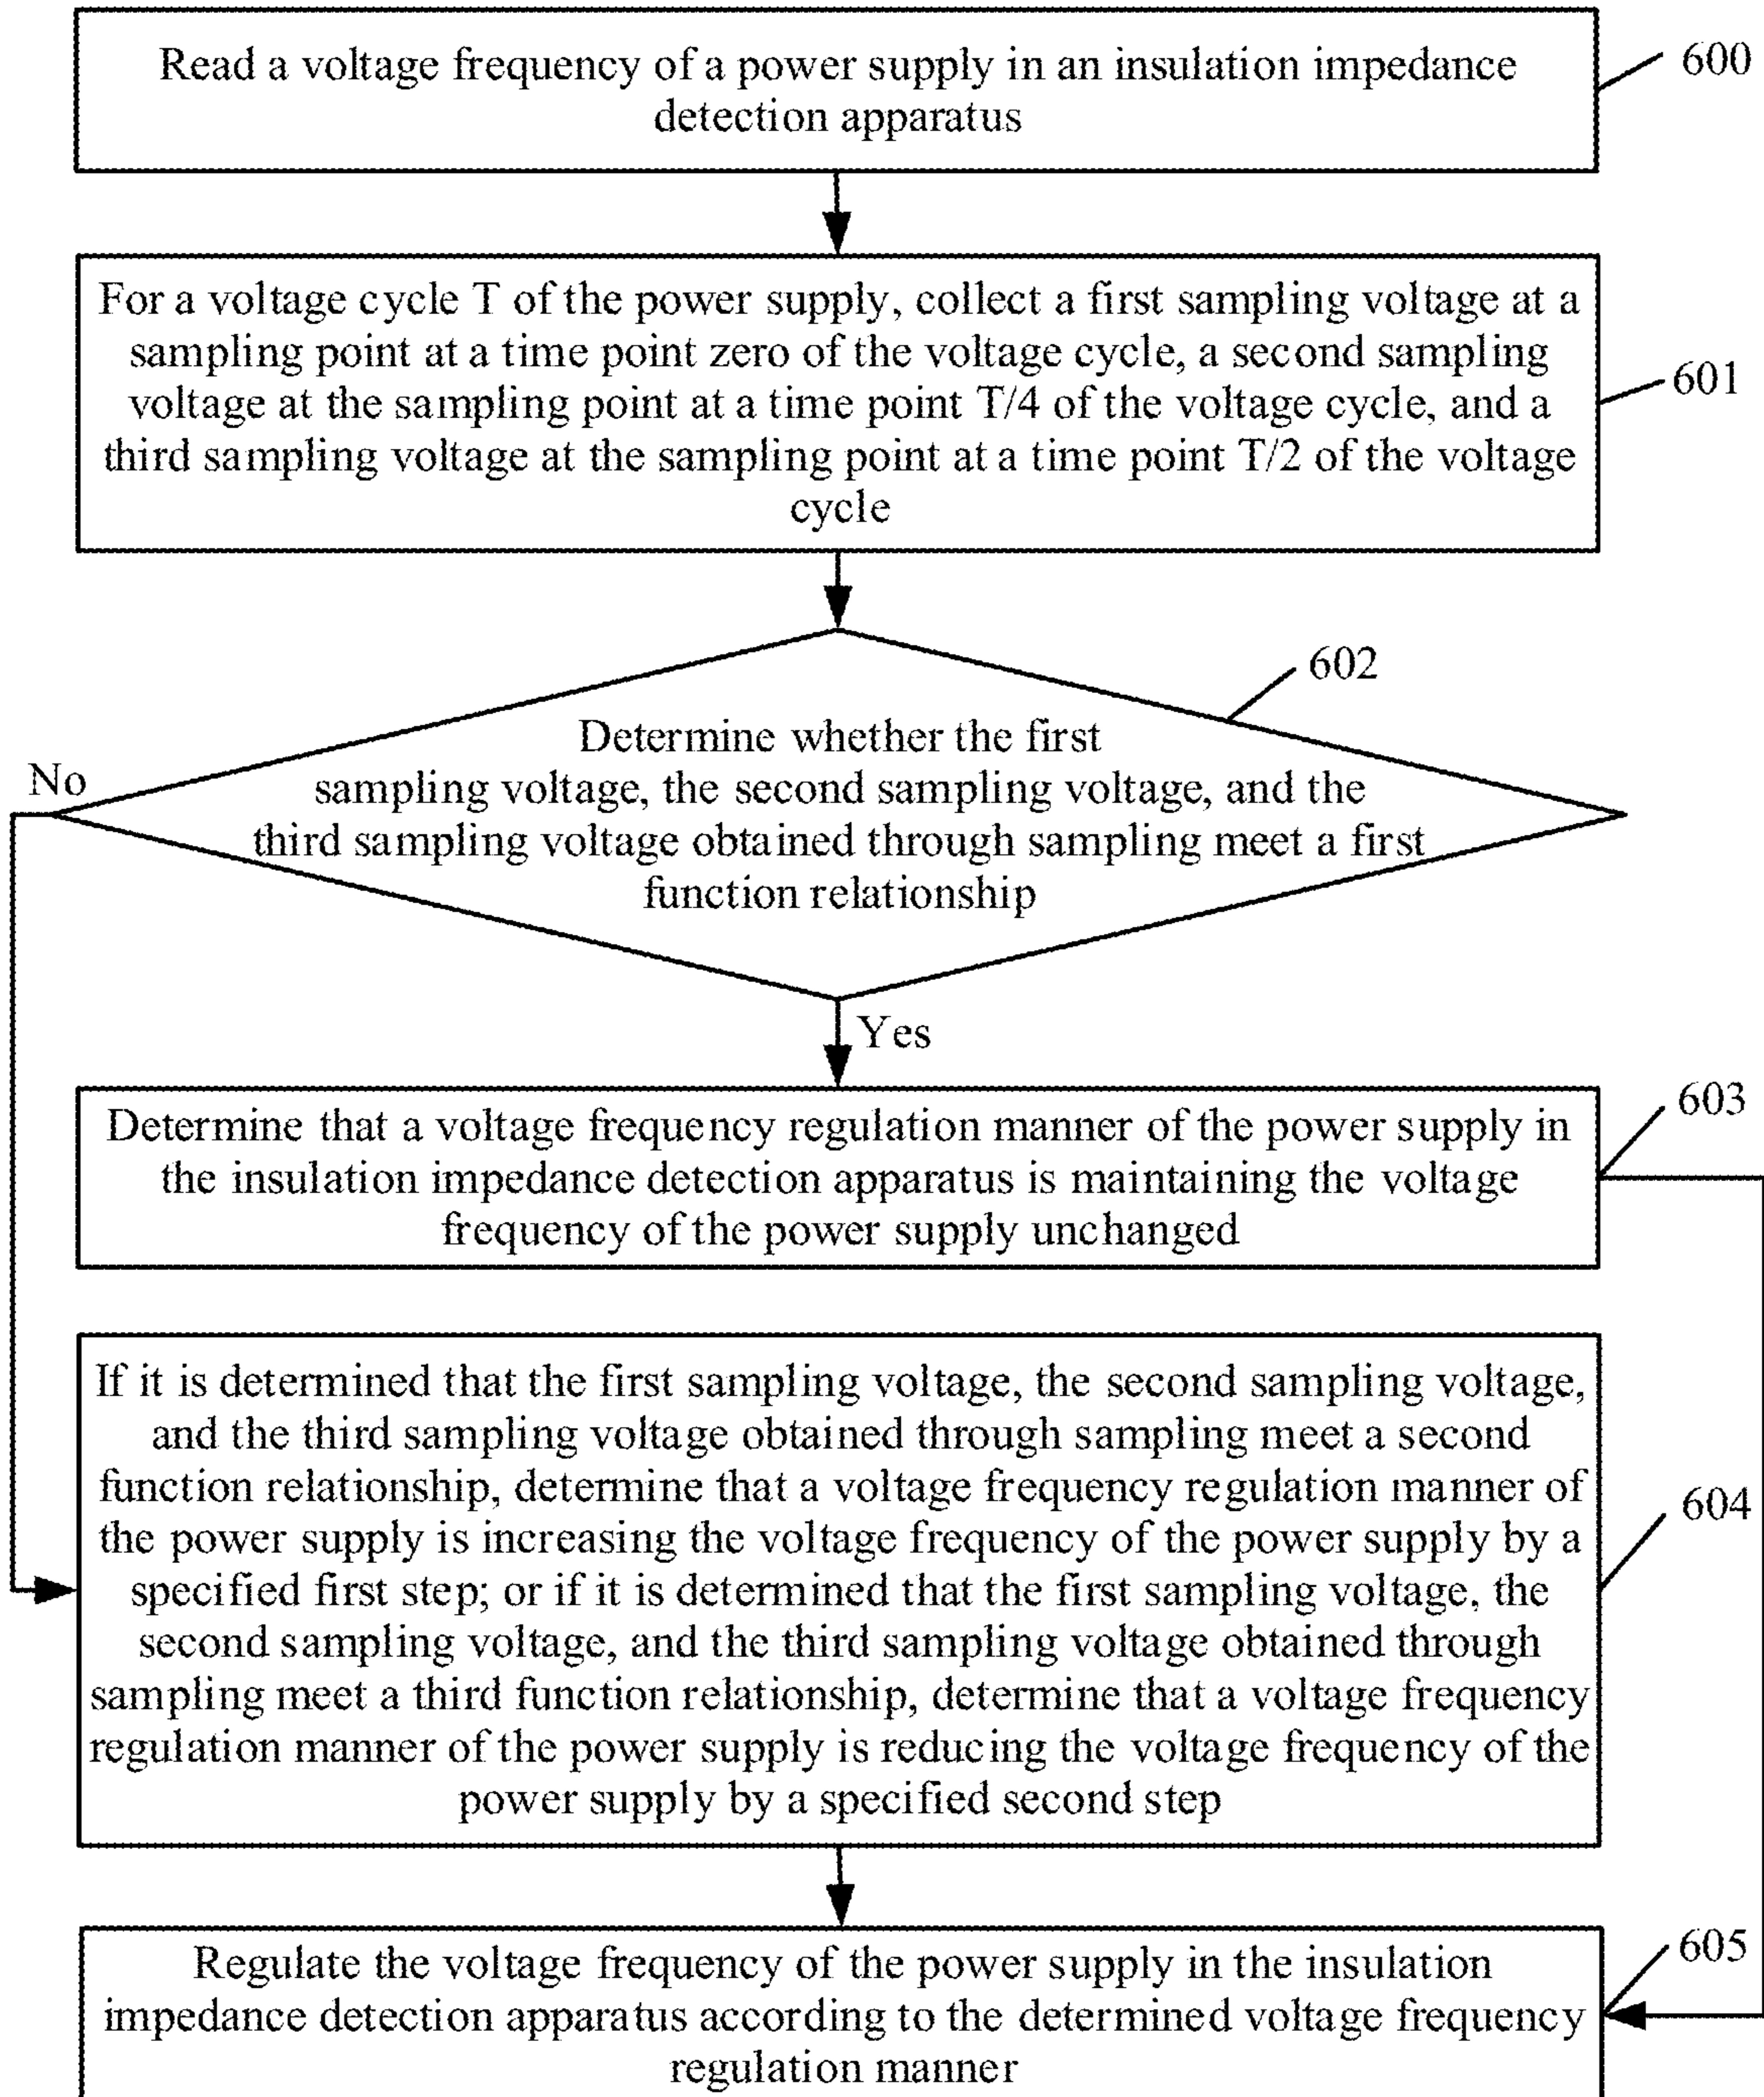 Read a voltage frequency of a power supply in an insulation impedance
detection apparatus
600
For a voltage cycle T of the power supply, collect a first sampling voltage at a
sampling point at a time point zero of the voltage cycle, a second sampling
voltage at the sampling point at a time point T/4 of the voltage cycle, and a
third sampling voltage at the sampling point at a time point T/2 of the voltage
cycle
601
602
Determine whether the first
sampling voltage, the second sampling voltage, and the
third sampling voltage obtained through sampling meet a first
function relationship
No
Yes
Determine that a voltage frequency regulation manner of the power supply in
the insulation impedance detection apparatus is maintaining the voltage
frequency of the power supply unchanged
603
If it is determined that the first sampling voltage, the second sampling voltage,
and the third sampling voltage obtained through sampling meet a second
function relationship, determine that a voltage frequency regulation manner of
the power supply is increasing the voltage frequency of the power supply by a
specified first step; or if it is determined that the first sampling voltage, the
second sampling voltage, and the third sampling voltage obtained through
sampling meet a third function relationship, determine that a voltage frequency
regulation manner of the power supply is reducing the voltage frequency of the
power supply by a specified second step
604
Regulate the voltage frequency of the power supply in the insulation
impedance detection apparatus according to the determined voltage frequency
regulation manner
605